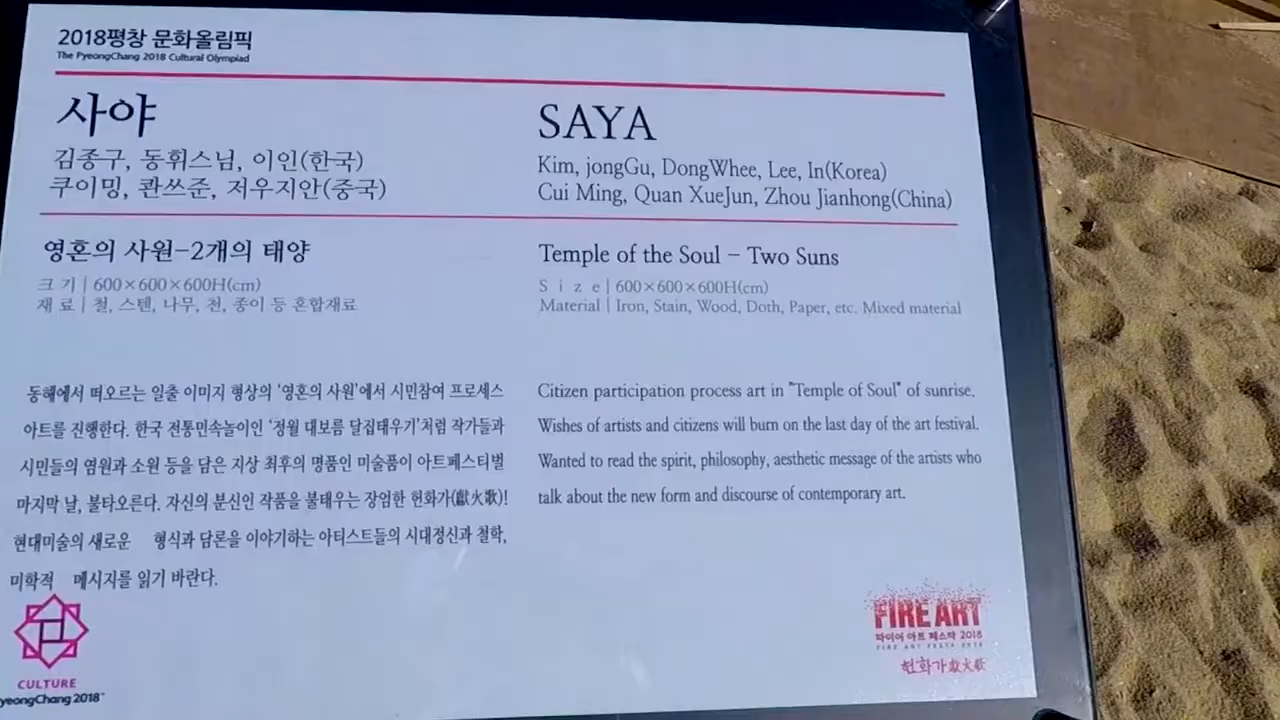 2018평창 문화올림픽
The PyeongChang 2018 Cultural Olympiad
사야
김종구, 동휘스님, 이인(한국)
쿠이밍, 콴쓰준, 저우지안(중국)
SAYA
Kim, jongGu, DongWhee, Lee, In(Korea)
Cui Ming, Quan XueJun, Zhou Jianhong(China)
영혼의 사원-2개의 태양
크 기 | 600×600×600H(cm)
재 료 | 철, 스텐, 나무, 천, 종이 등 혼합재료
Temple of the Soul - Two Suns
S i z e | 600×600×600H(cm)
Material | Iron, Stain, Wood, Doth, Paper, etc. Mixed material
동해에서 떠오르는 일출 이미지 형상의 '영혼의 사원'에서 시민참여 프로세스
아트를 진행한다. 한국 전통민속놀이인 '정월 대보름 달집태우기'처럼 작가들과
시민들의 염원과 소원 등을 담은 지상 최후의 명품인 미술품이 아트페스티벌
마지막 날, 불타오른다. 자신의 분신인 작품을 불태우는 장엄한 헌화가(獻火歌)!
현대미술의 새로운 형식과 담론을 이야기하는 아티스트들의 시대정신과 철학,
미학적 메시지를 읽기 바란다.
Citizen participation process art in "Temple of Soul" of sunrise.
Wishes of artists and citizens will burn on the last day of the art festival.
Wanted to read the spirit, philosophy, aesthetic message of the artists who
talk about the new form and discourse of contemporary art.
CULTURE
yeongChang 2018
FIRE ART
파이어 아트 페스타 2018
FIRE ART FESTA 2018
헌화가獻火歌